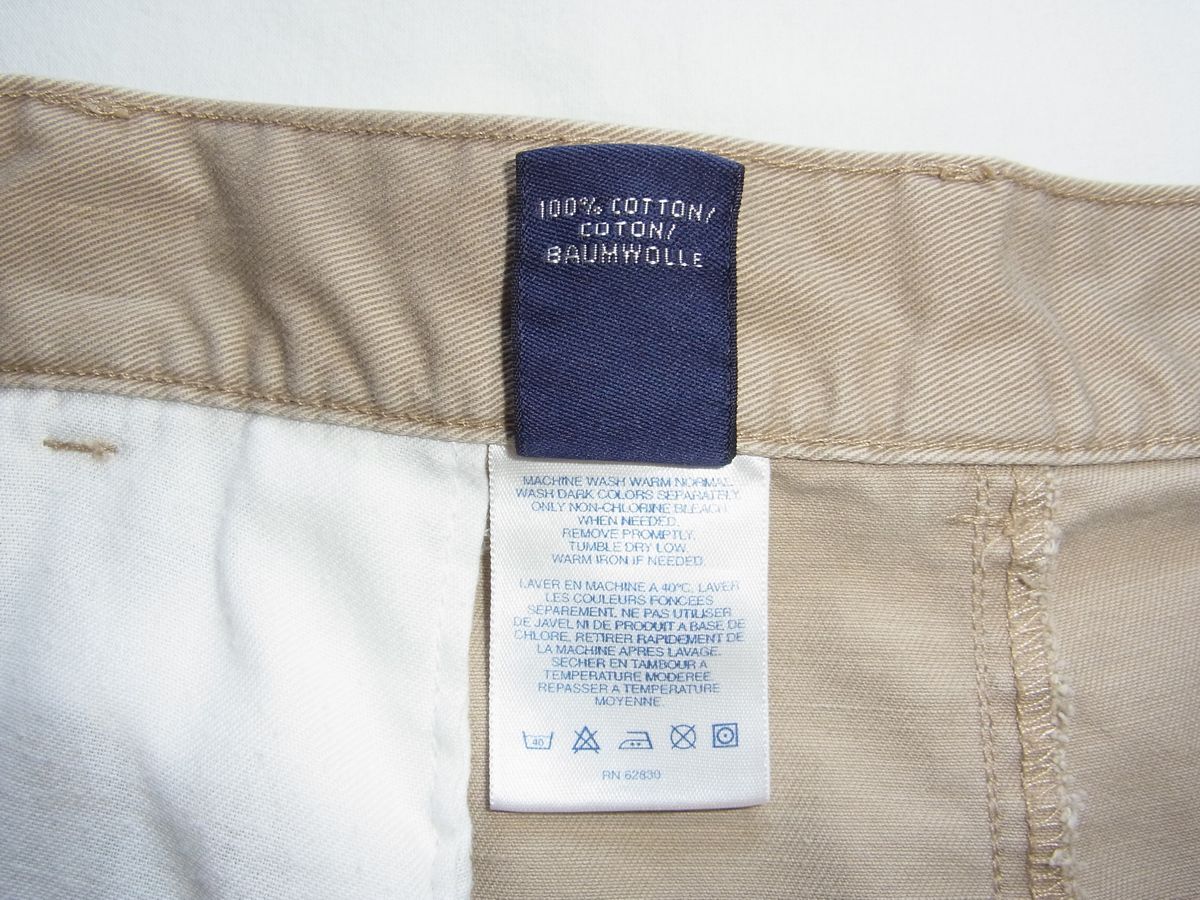 100% COTTON/
COTON/
BAUMWOLLE
MACHINE WASH WARM NORMAL.
WASH DARK COLORS SEPARATELY.
ONLY NON-CHLORINE BLEACH
WHEN NEEDED.
REMOVE PROMPTLY.
TUMBLE DRY LOW.
WARM IRON IF NEEDED.
LAVER EN MACHINE A 40°C. LAVER
LES COULEURS FONCEES
SEPAREMENT. NE PAS UTILISER
DE JAVEL NI DE PRODUIT A BASE DE
CHLORE. RETIRER RAPIDEMENT DE
LA MACHINE APRES LAVAGE.
SECHER EN TAMBOUR A
TEMPERATURE MODEREE.
REPASSER A TEMPERATURE
MOYENNE.
40
RN 62830